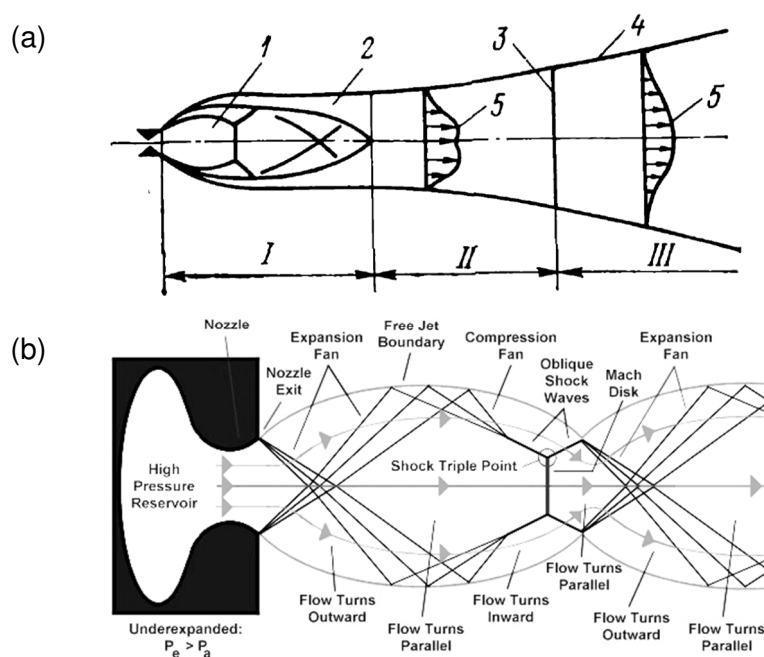 (a)
1
2
3
4
5
5
I
II
III
(b)
Nozzle
Nozzle
Exit
Expansion
Fan
Free Jet
Boundary
Compression
Fan
Oblique
Shock
Waves
Mach
Disk
Expansion
Fan
High
Pressure
Reservoir
Shock Triple Point
Flow Turns
Outward
Flow Turns
Parallel
Flow Turns
Inward
Flow Turns
Parallel
Flow Turns
Outward
Flow Turns
Parallel
Underexpanded:
Pe > Pa